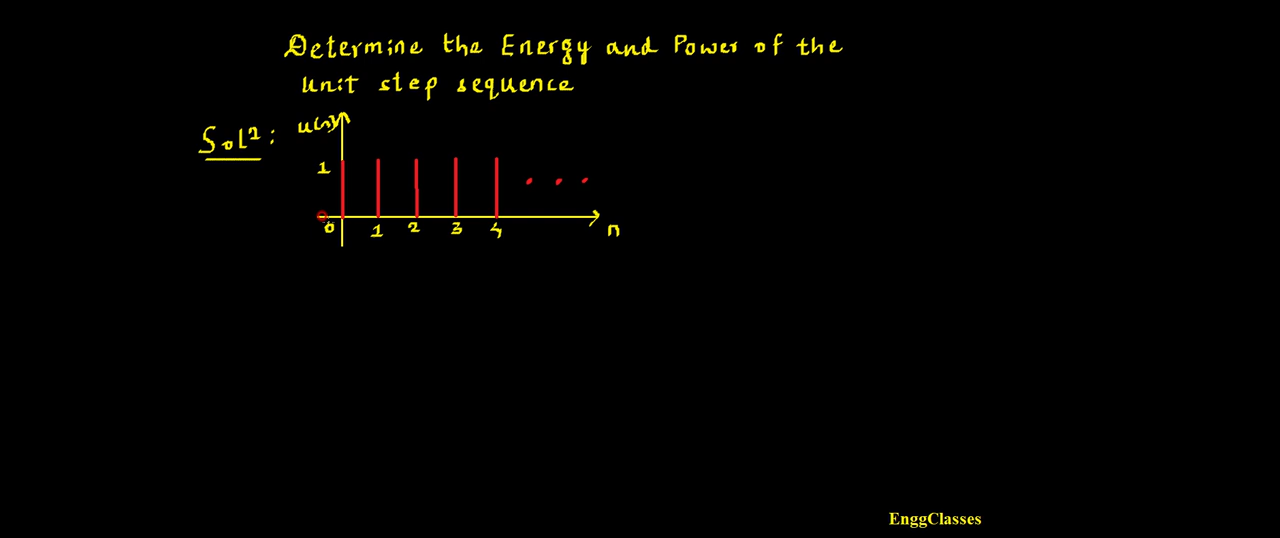 Determine the Energy and Power of the
unit step sequence
Solⁿ:
u(n)
1
0 1 2 3 4
n
EnggClasses